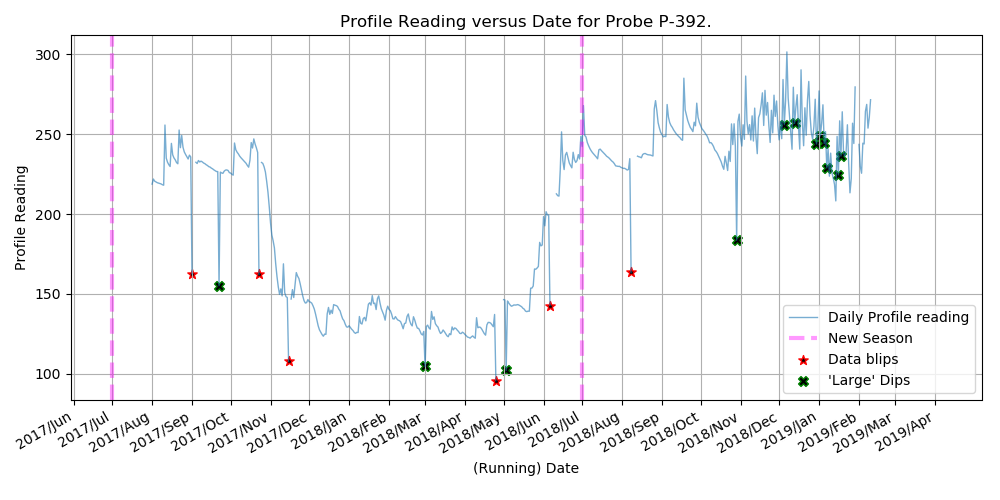 Profile Reading versus Date for Probe P-392.
Profile Reading
300
250
200
150
100
Daily Profile reading
New Season
Data blips
'Large' Dips
2017/Jun
2017/Jul
2017/Aug
2017/Sep
2017/Oct
2017/Nov
2017/Dec
2018/Jan
2018/Feb
2018/Mar
2018/Apr
2018/May
2018/Jun
2018/Jul
2018/Aug
2018/Sep
2018/Oct
2018/Nov
2018/Dec
2019/Jan
2019/Feb
2019/Mar
2019/Apr
(Running) Date